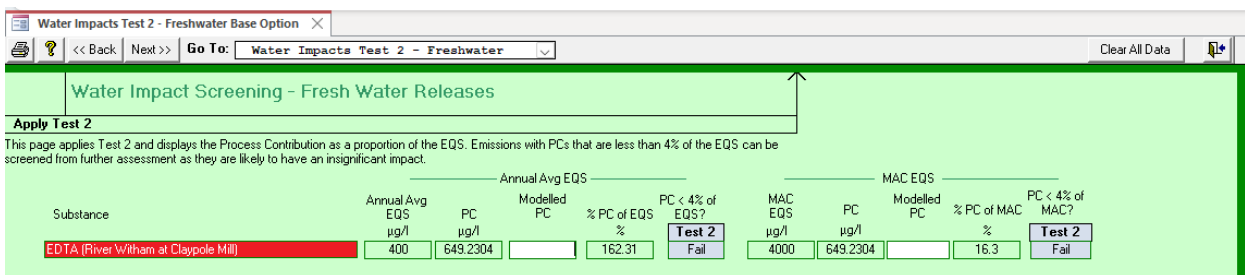 Water Impacts Test 2 - Freshwater Base Option ×
? << Back Next >> Go To: Water Impacts Test 2 - Freshwater Clear All Data
Water Impact Screening - Fresh Water Releases
Apply Test 2
This page applies Test 2 and displays the Process Contribution as a proportion of the EQS. Emissions with PCs that are less than 4% of the EQS can be
screened from further assessment as they are likely to have an insignificant impact.
Annual Avg EQS MAC EQS
Substance Annual Avg EQS PC Modelled PC % PC of EQS PC < 4% of EQS? MAC EQS PC Modelled PC % PC of MAC PC < 4% of MAC?
µg/l µg/l % Test 2 µg/l µg/l % Test 2
EDTA (River Witham at Claypole Mill) 400 649.2304 162.31 Fail 4000 649.2304 16.3 Fail